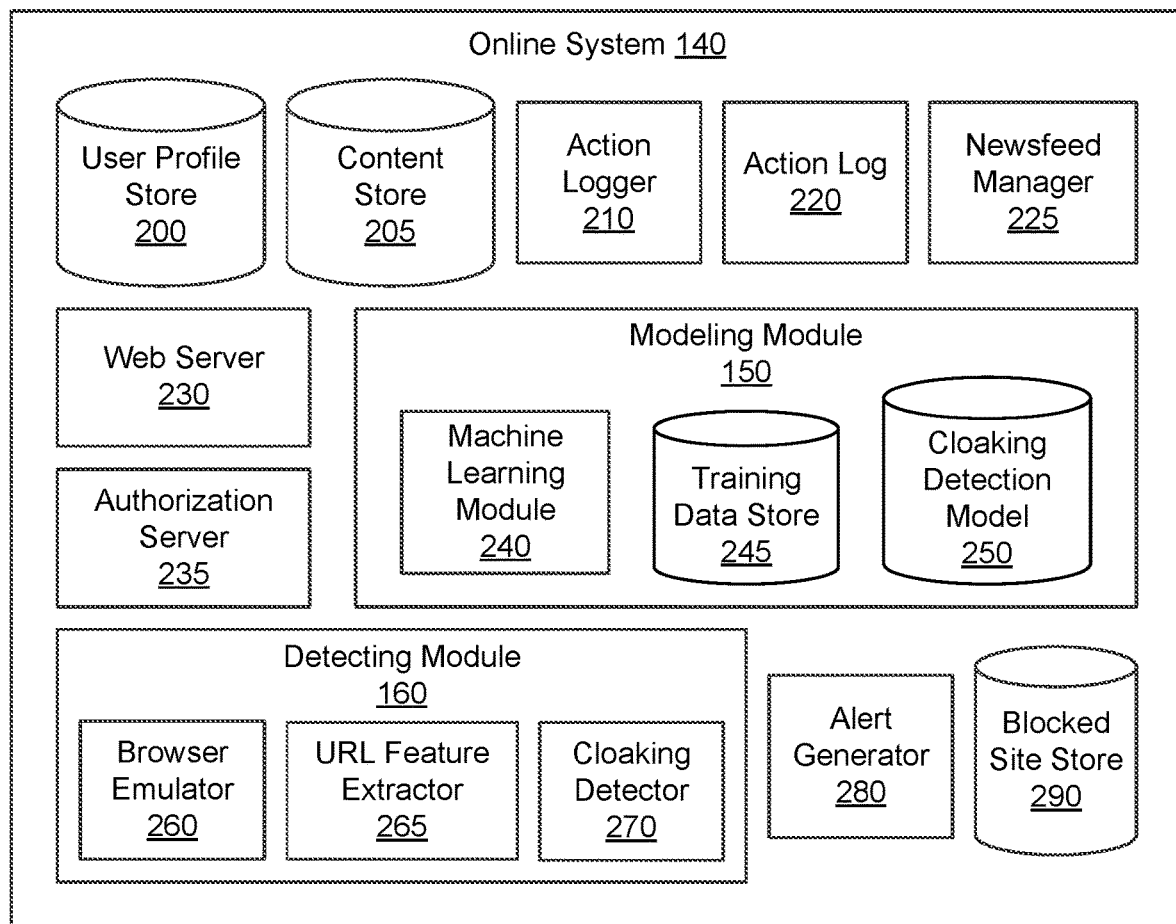 Online System 140
User Profile
Store
200
Content
Store
205
Action
Logger
210
Action Log
220
Newsfeed
Manager
225
Web Server
230
Authorization
Server
235
Modeling Module
150
Machine
Learning
Module
240
Training
Data Store
245
Cloaking
Detection
Model
250
Detecting Module
160
Browser
Emulator
260
URL Feature
Extractor
265
Cloaking
Detector
270
Alert
Generator
280
Blocked
Site Store
290